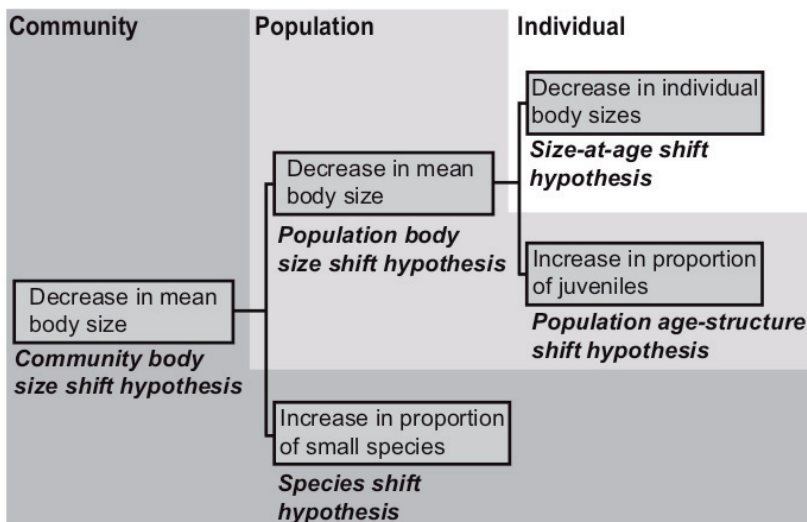 Community
Population
Individual
Decrease in individual
body sizes
Size-at-age shift
hypothesis
Decrease in mean
body size
Population body
size shift hypothesis
Increase in proportion
of juveniles
Population age-structure
shift hypothesis
Decrease in mean
body size
Community body
size shift hypothesis
Increase in proportion
of small species
Species shift
hypothesis